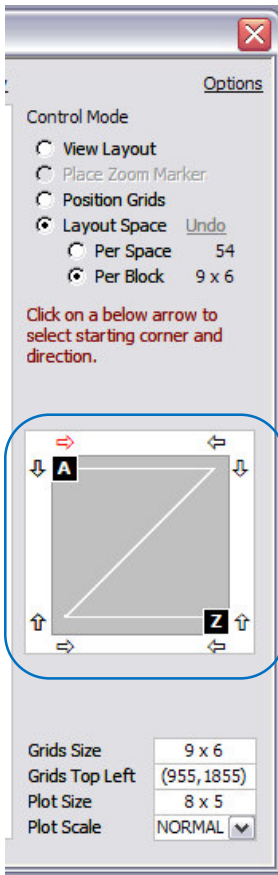 Options
Control Mode
View Layout
Place Zoom Marker
Position Grids
Layout Space Undo
Per Space 54
Per Block 9 x 6
Click on a below arrow to
select starting corner and
direction.
A
Z
Grids Size 9 x 6
Grids Top Left (955,1855)
Plot Size 8 x 5
Plot Scale NORMAL